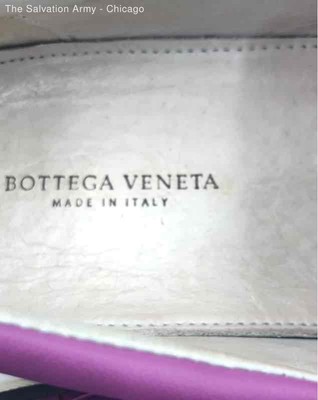 The Salvation Army - Chicago
BOTTEGA VENETA
MADE IN ITALY